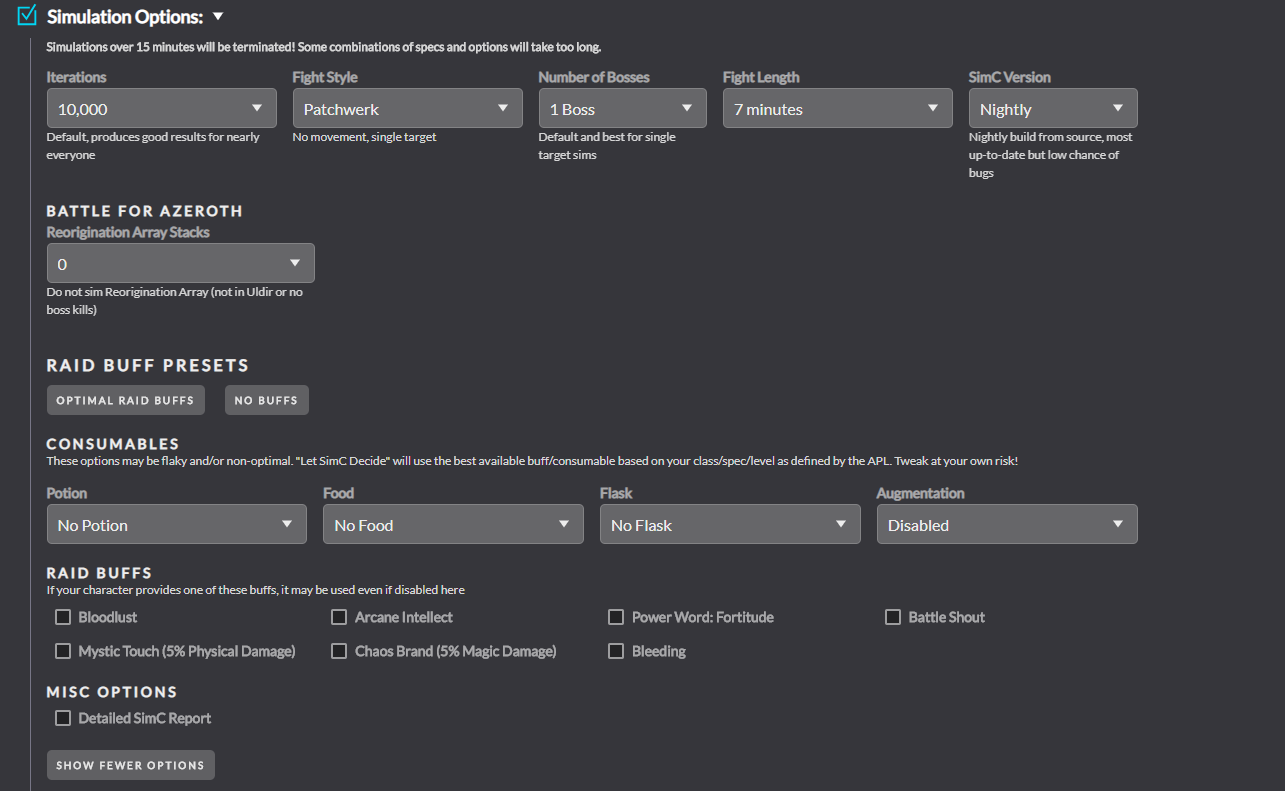 Simulation Options:
Simulations over 15 minutes will be terminated! Some combinations of specs and options will take too long.
Iterations Fight Style Number of Bosses Fight Length SimC Version
10,000 Patchwerk 1 Boss 7 minutes Nightly
Default, produces good results for nearly everyone
No movement, single target
Default and best for single target sims
Nightly build from source, most up-to-date but low chance of bugs
BATTLE FOR AZEROTH
Reorigination Array Stacks
0
Do not sim Reorigination Array (not in Uldir or no
boss kills)
RAID BUFF PRESETS
OPTIMAL RAID BUFFS NO BUFFS
CONSUMABLES
These options may be flaky and/or non-optimal. "Let SimC Decide" will use the best available buff/consumable based on your class/spec/level as defined by the APL. Tweak at your own risk!
Potion Food Flask Augmentation
No Potion No Food No Flask Disabled
RAID BUFFS
If your character provides one of these buffs, it may be used even if disabled here
Bloodlust Arcane Intellect Power Word: Fortitude Battle Shout
Mystic Touch (5% Physical Damage) Chaos Brand (5% Magic Damage) Bleeding
MISC OPTIONS
Detailed SimC Report
SHOW FEWER OPTIONS